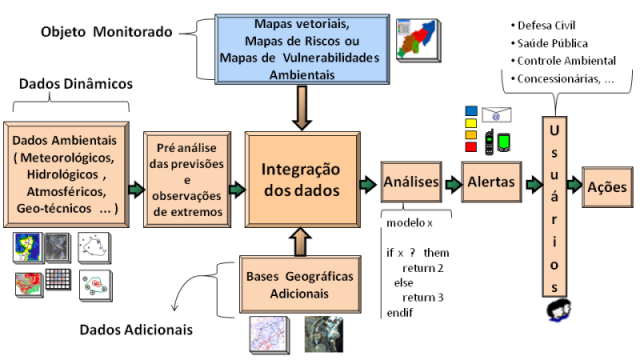 Objeto Monitorado
Mapas vetoriais,
Mapas de Riscos ou
Mapas de Vulnerabilidades
Ambientais
• Defesa Civil
• Saúde Pública
• Controle Ambiental
• Concessionárias, ...
Dados Dinâmicos
Dados Ambientais
( Meteorológicos,
Hidrológicos ,
Atmosféricos,
Geo-técnicos ... )
Pré análise
das previsões
e
observações
de extremos
Integração
dos dados
Análises
Alertas
Usuários
Ações
modelo x
if x ? them
return 2
else
return 3
endif
Bases Geográficas
Adicionais
Dados Adicionais